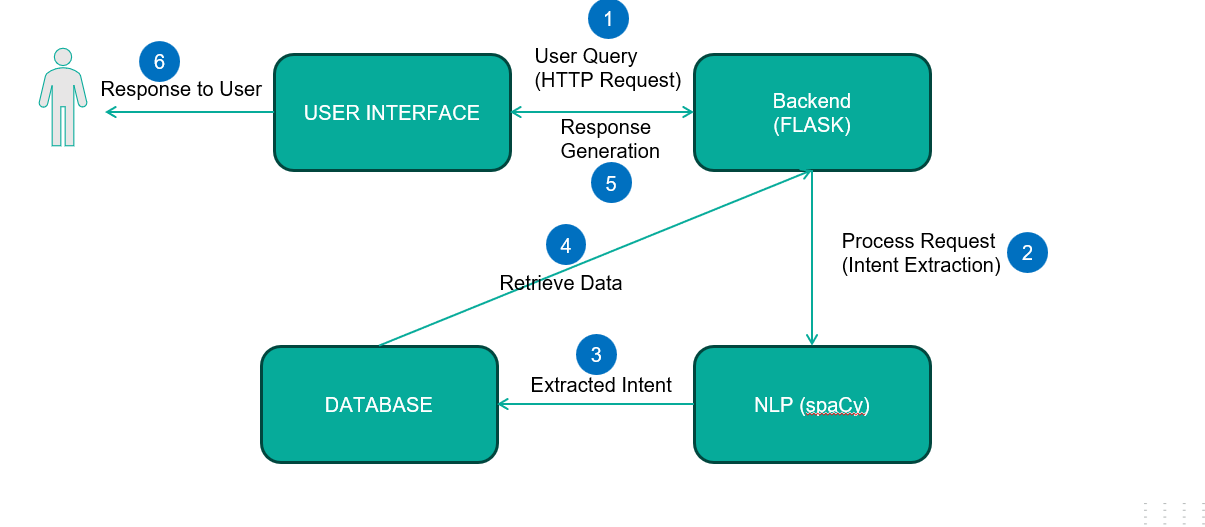 1
User Query
(HTTP Request)
6
Response to User
USER INTERFACE
Backend
(FLASK)
Response
Generation
5
4
Retrieve Data
Process Request
(Intent Extraction)
2
3
Extracted Intent
DATABASE
NLP (spaCy)